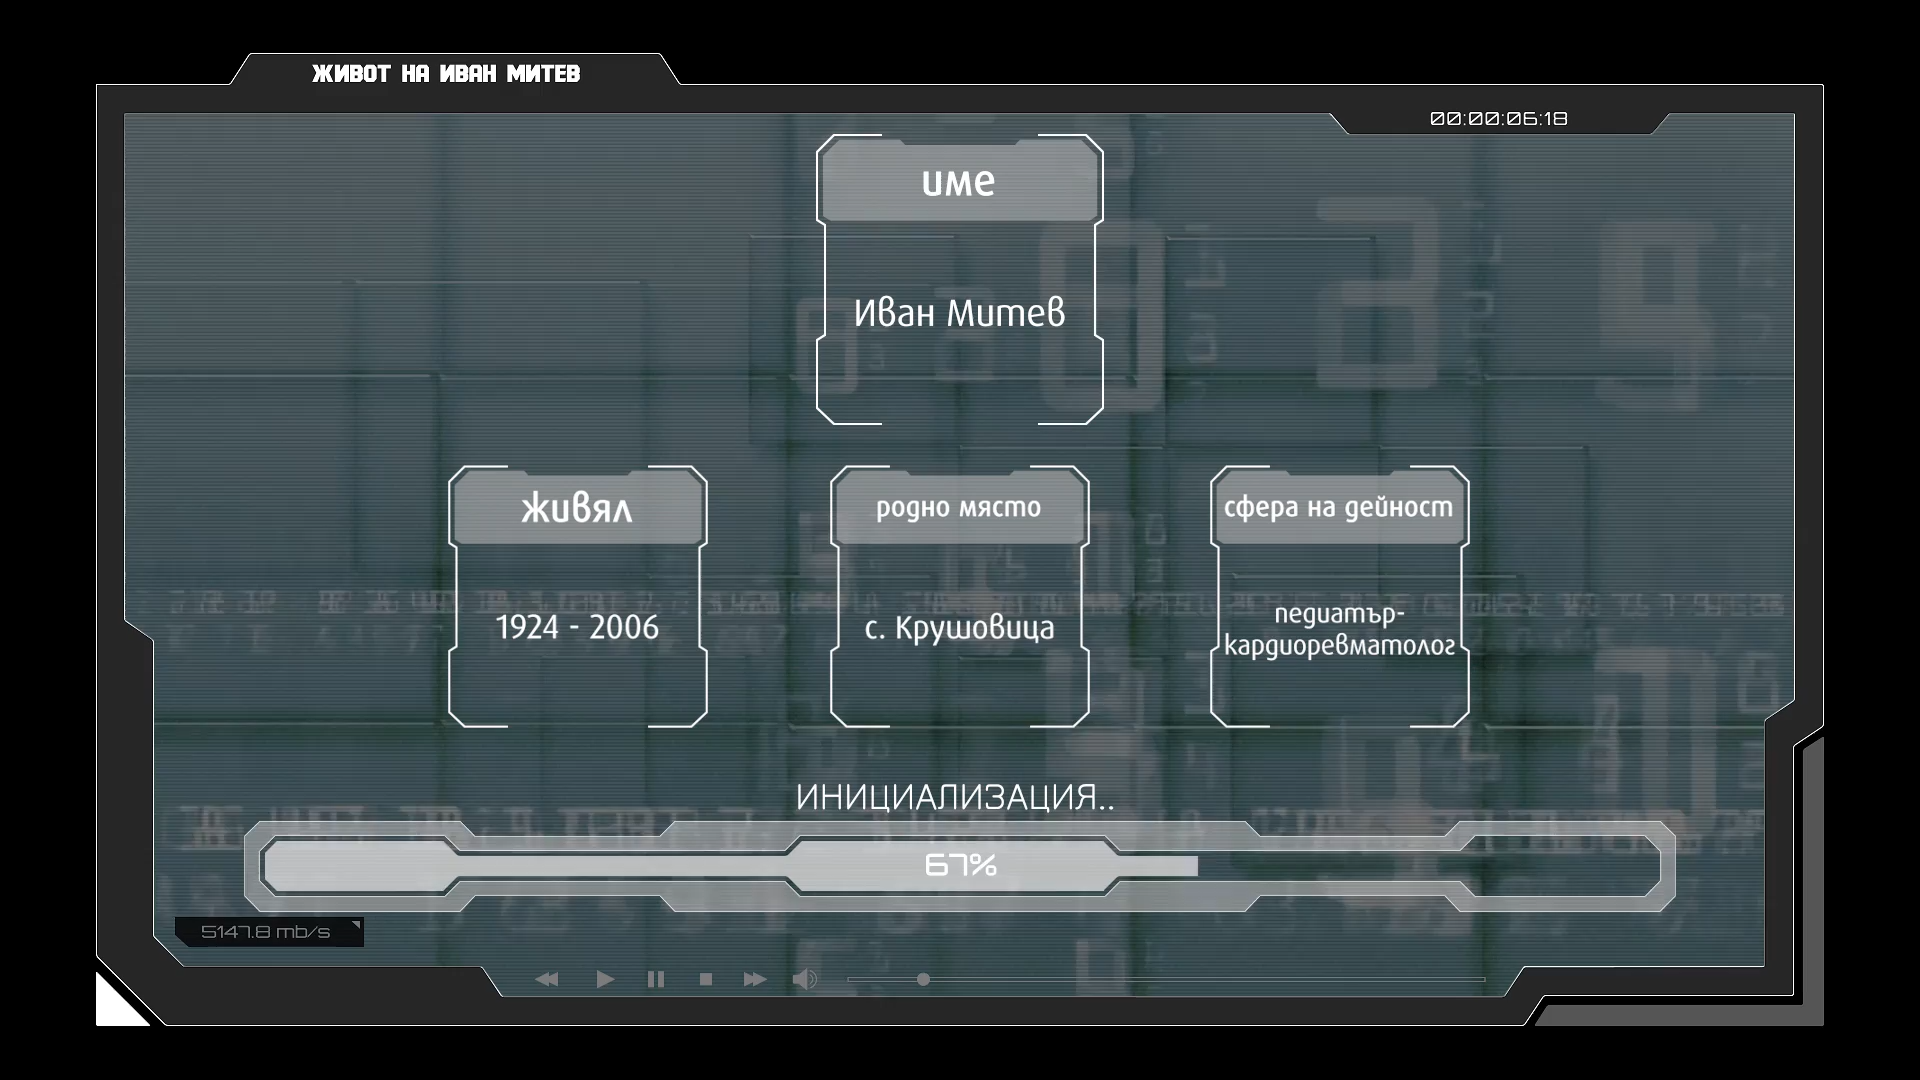 ЖИВОТ НА ИВАН МИТЕВ
00:00:06:18
име
Иван Митев
живял
1924 - 2006
родно място
с. Крушовица
сфера на дейност
педиатър-
кардиоревматолог
ИНИЦИАЛИЗАЦИЯ..
67%
5147.8 mb/s